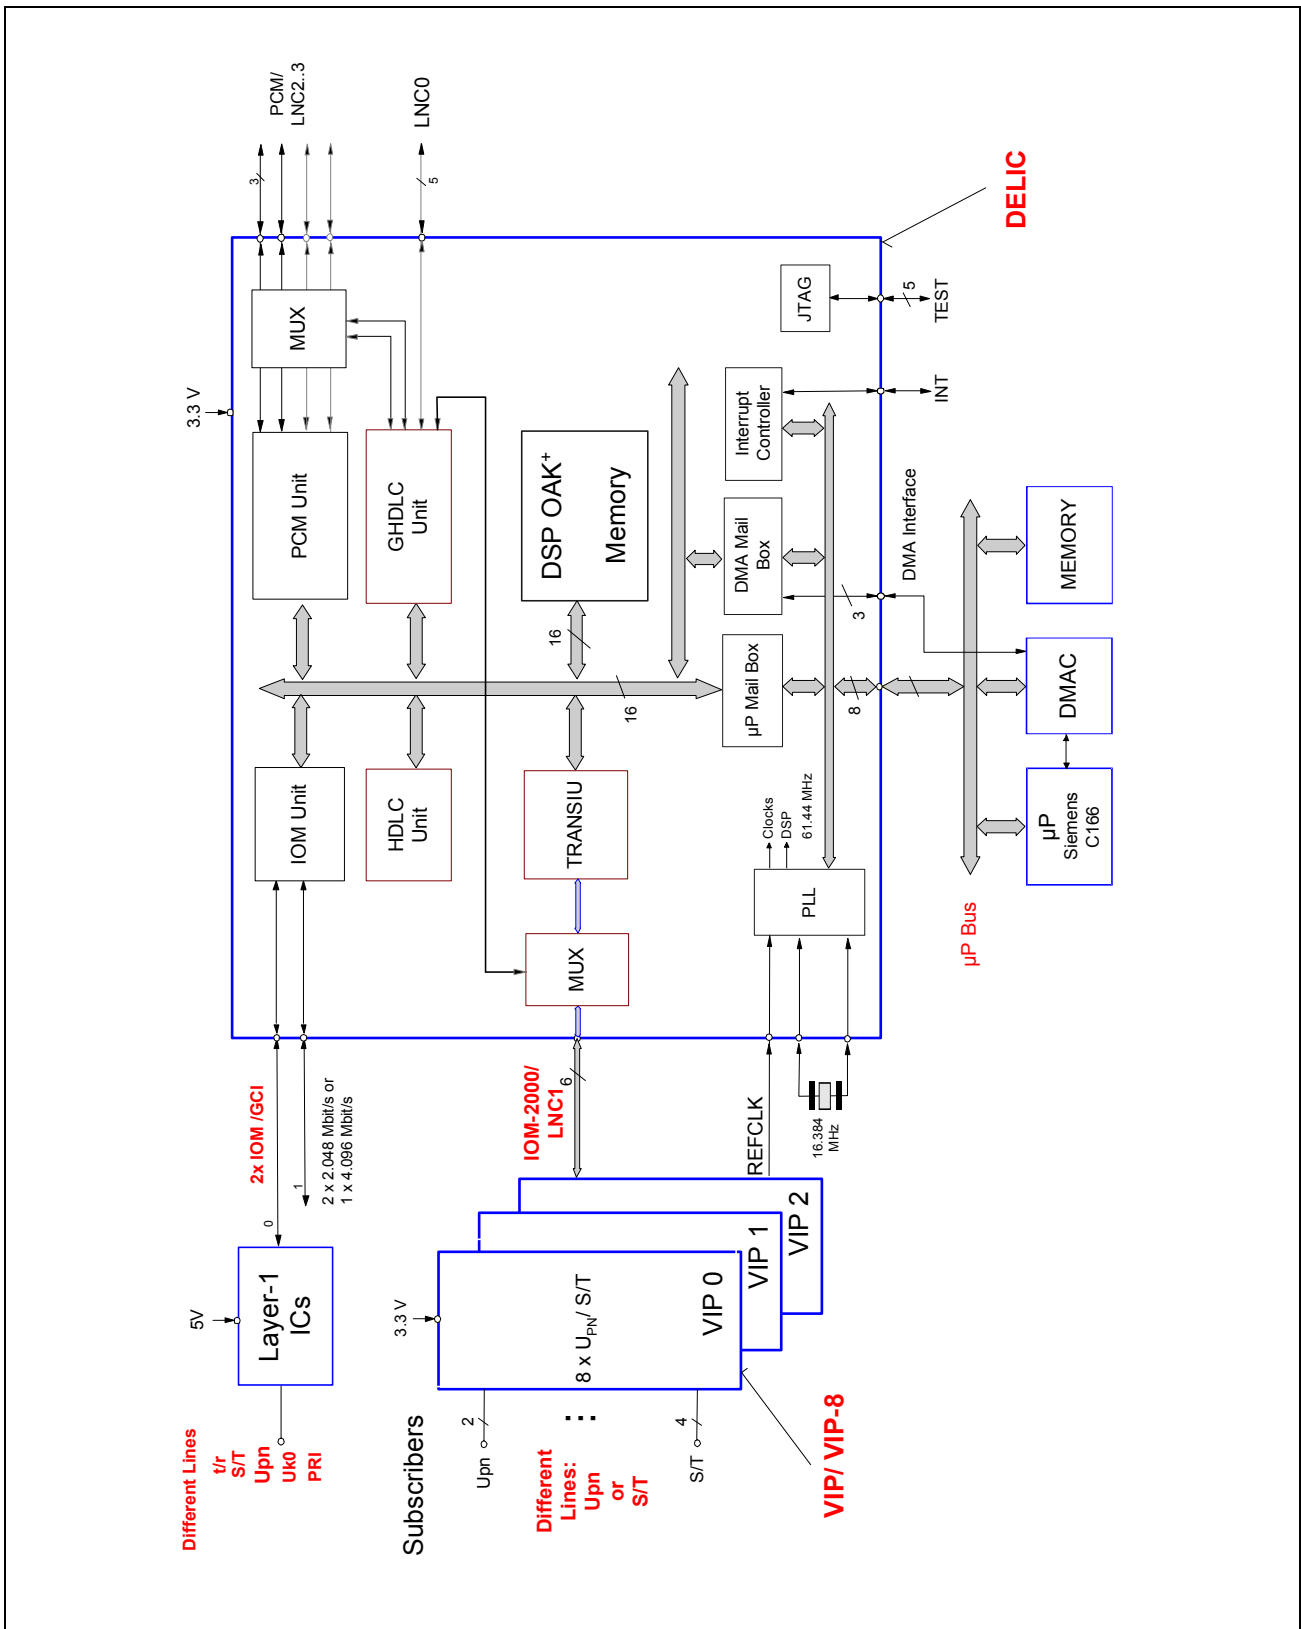 Different Lines
t/r
S/T
Upn
Uk0
PRI
5V
Layer-1
ICs
0
1
2x IOM /GCI
2 x 2.048 Mbit/s or
1 x 4.096 Mbit/s
IOM Unit
PCM Unit
MUX
3.3 V
3
PCM/
LNC2..3
HDLC
Unit
GHDLC
Unit
5
LNC0
Subscribers
3.3 V
Upn
2
Different
Lines:
Upn
or
S/T
...
S/T
4
8 x UPN/ S/T
VIP 0
VIP 1
VIP 2
VIP/ VIP-8
IOM-2000/
LNC1
6
MUX
TRANSIU
16
16
DSP OAK+
Memory
REFCLK
16.384
MHz
PLL
Clocks
DSP
61.44 MHz
µP Mail Box
DMA Mail
Box
Interrupt
Controller
JTAG
8
3
DMA Interface
INT
5
TEST
DELIC
µP Bus
µP
Siemens
C166
DMAC
MEMORY